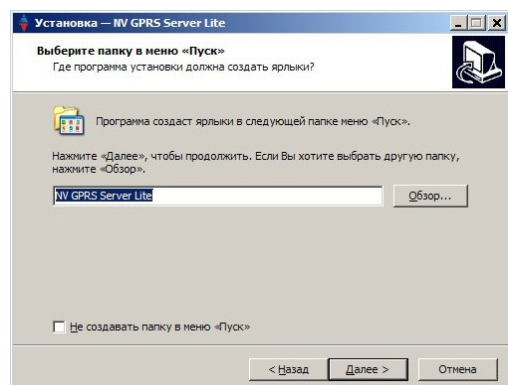 Установка — NV GPRS Server Lite
Выберите папку в меню «Пуск»
Где программа установки должна создать ярлыки?
Программа создаст ярлыки в следующей папке меню «Пуск».
Нажмите «Далее», чтобы продолжить. Если Вы хотите выбрать другую папку,
нажмите «Обзор».
NV GPRS Server Lite
Обзор...
Не создавать папку в меню «Пуск»
< Назад
Далее >
Отмена